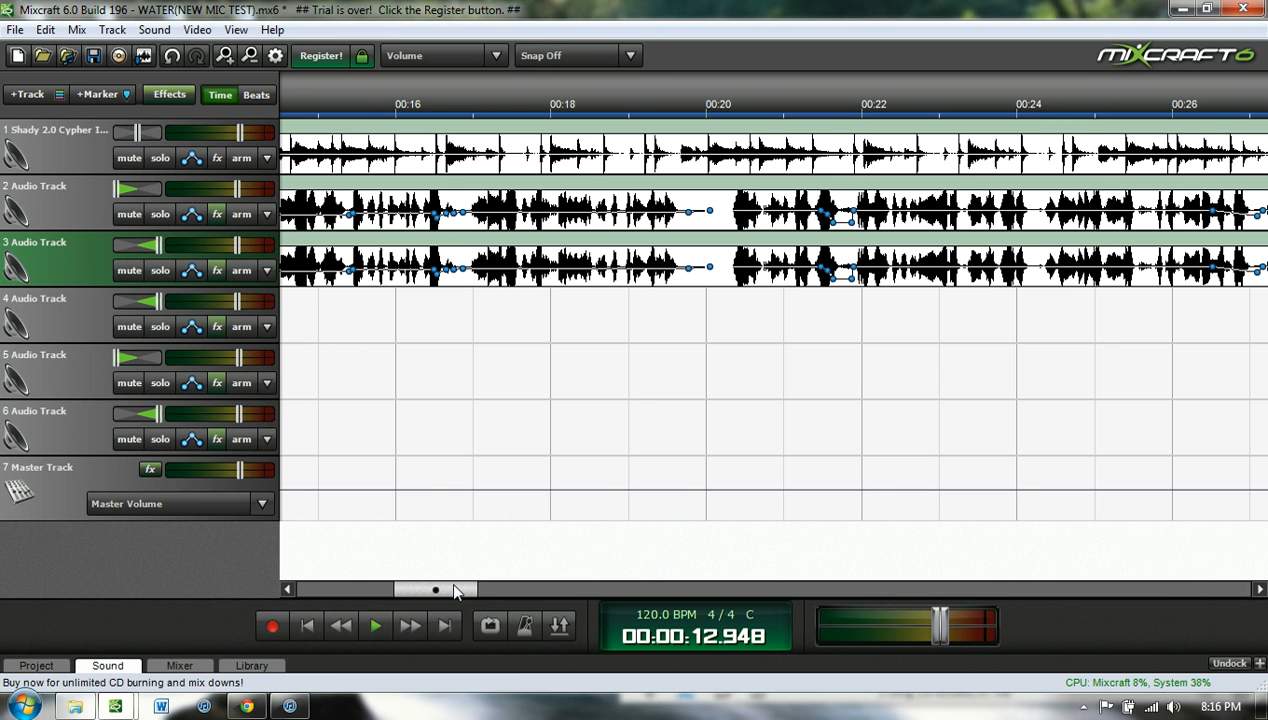 Mixcraft 6.0 Build 196 - WATER(NEW MIC TEST).mx6 *   ## Trial is over!  Click the Register button. ##
File Edit Mix Track Sound Video View Help
Register! Volume Snap Off MIXCRAFT6
+Track +Marker Effects Time Beats 00:16 00:18 00:20 00:22 00:24 00:26
1 Shady 2.0 Cypher I...
mute solo fx arm
2 Audio Track
mute solo fx arm
3 Audio Track
mute solo fx arm
4 Audio Track
mute solo fx arm
5 Audio Track
mute solo fx arm
6 Audio Track
mute solo fx arm
7 Master Track fx
Master Volume
120.0 BPM 4 / 4 C
00:00:12.948
Project Sound Mixer Library Undock
Buy now for unlimited CD burning and mix downs! CPU: Mixcraft 8%, System 38%
W 8:16 PM